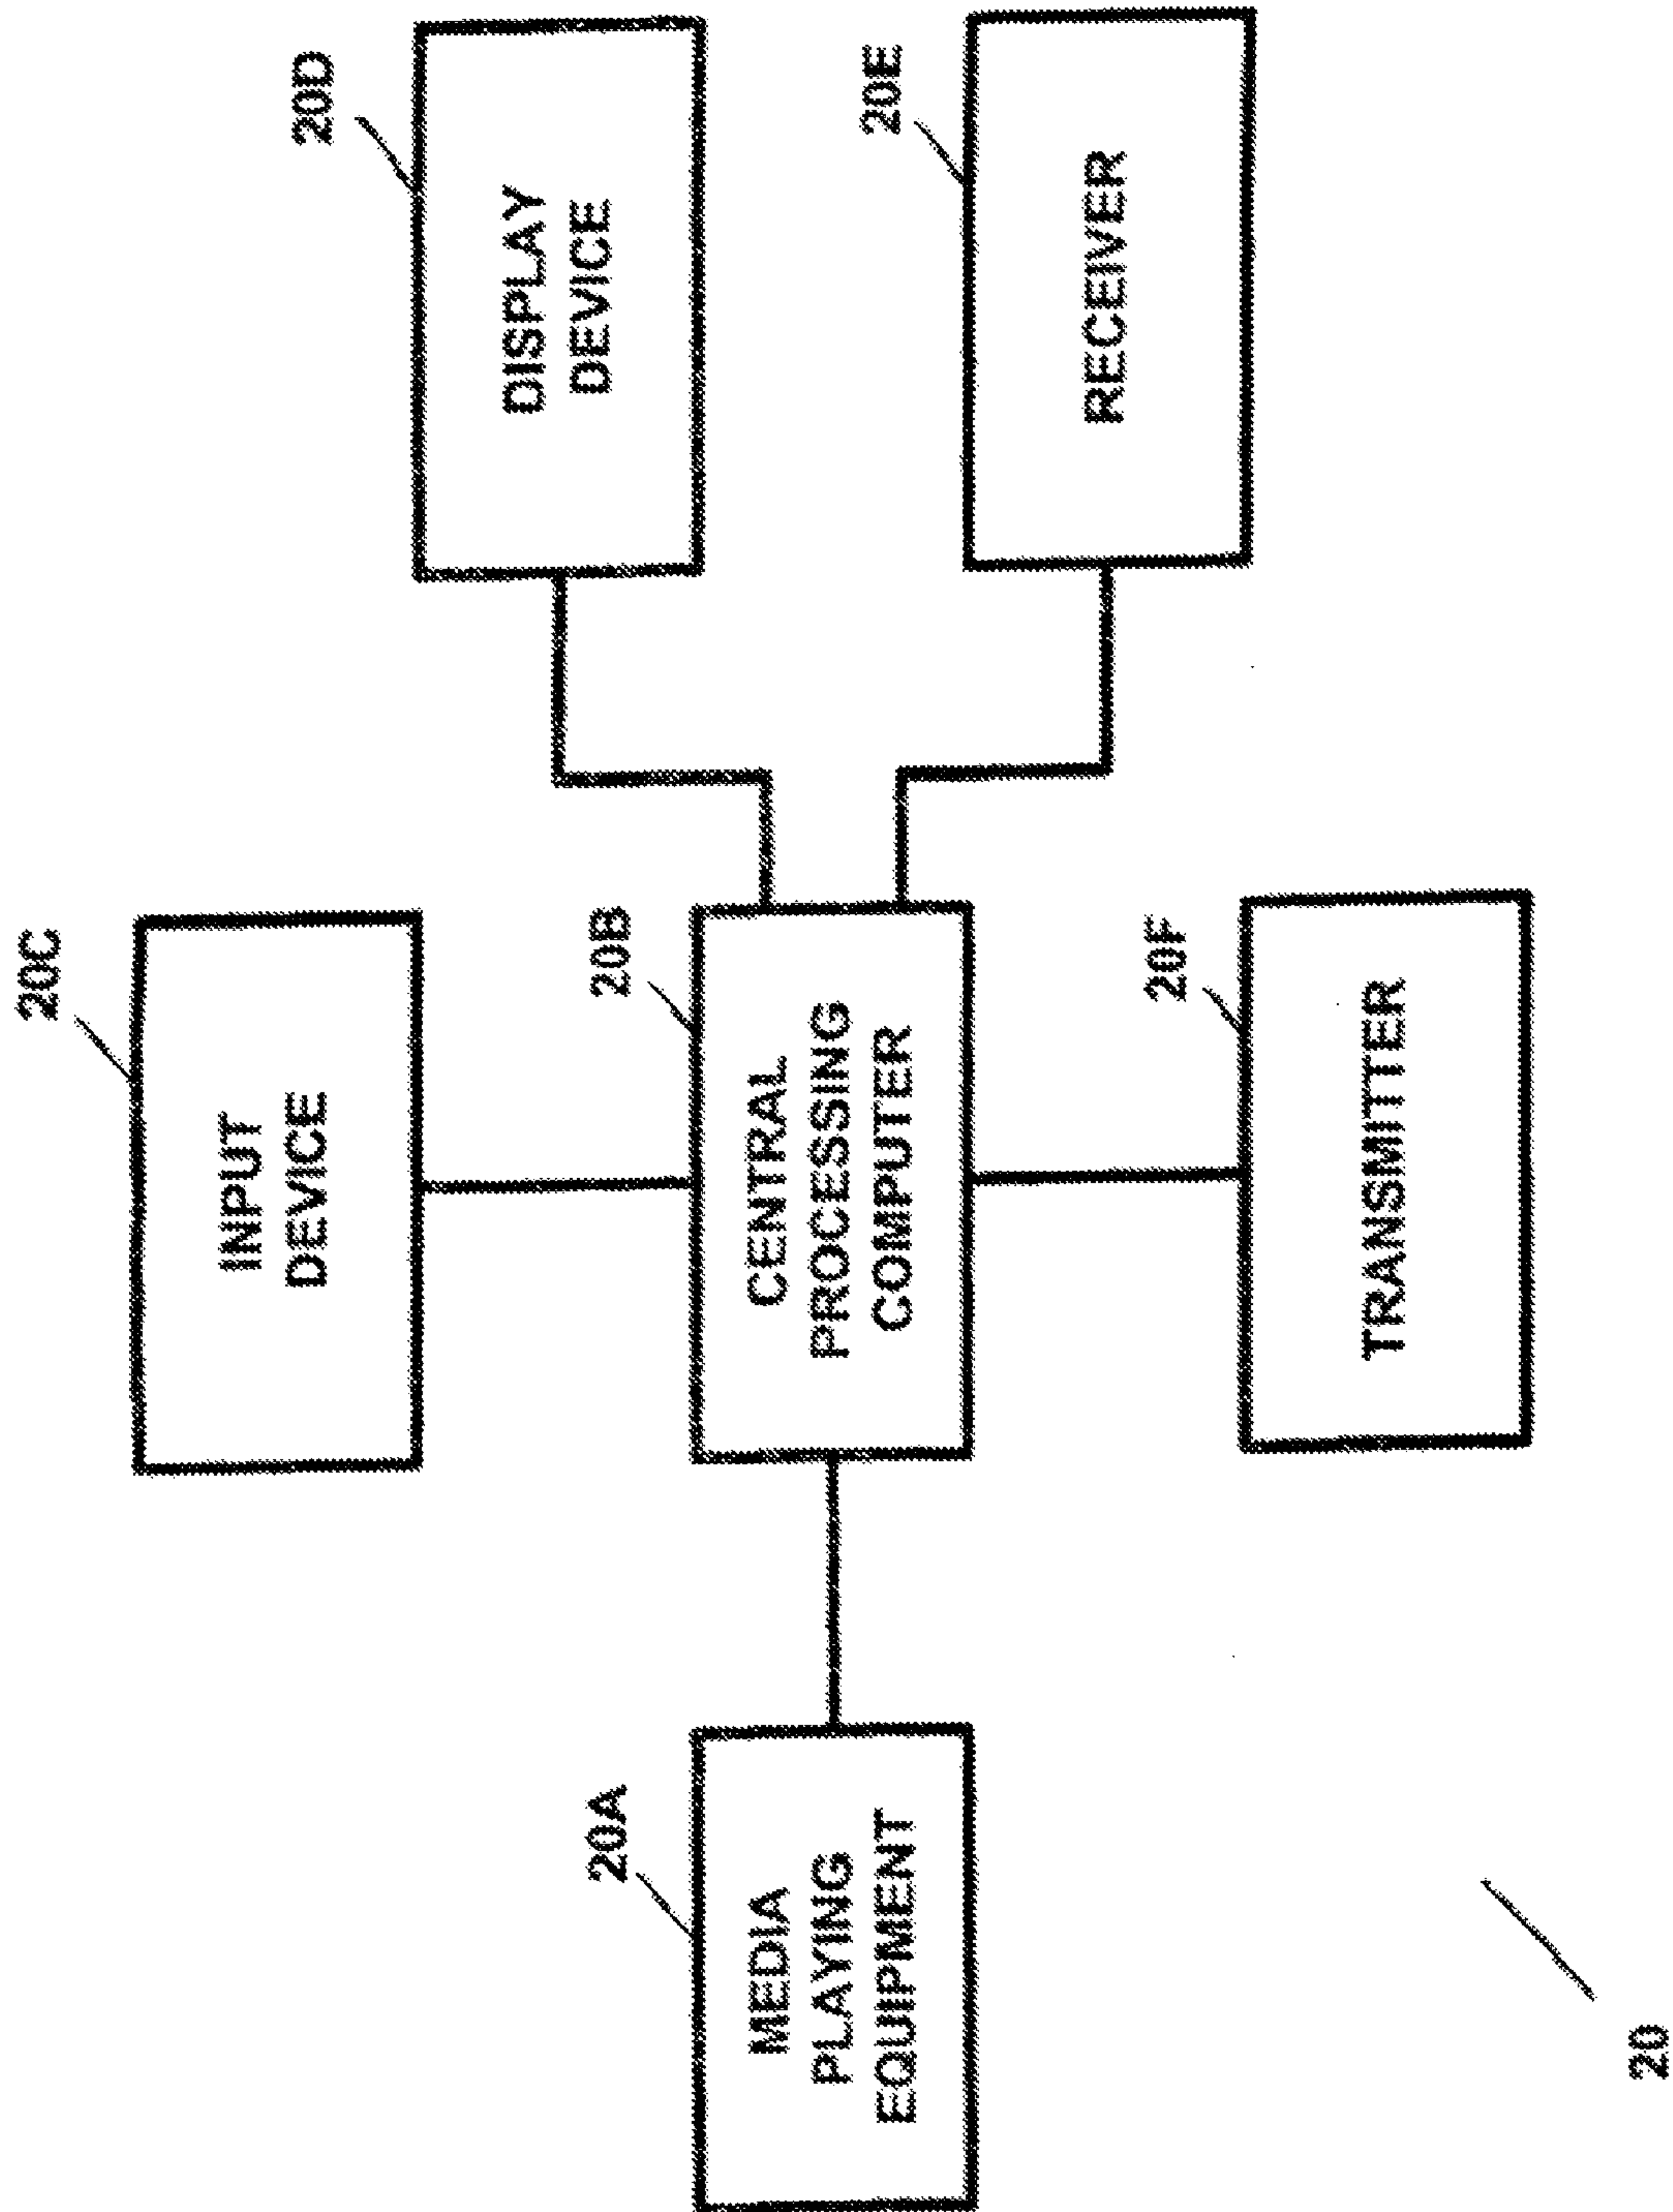 20C
INPUT
DEVICE
20D
DISPLAY
DEVICE
20A
MEDIA
PLAYING
EQUIPMENT
20B
CENTRAL
PROCESSING
COMPUTER
20E
RECEIVER
20F
TRANSMITTER
20